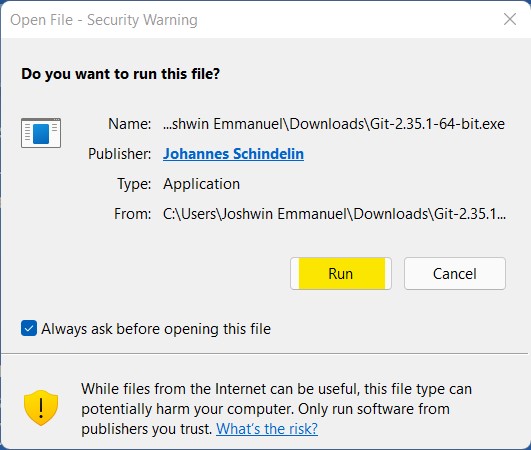 Open File - Security Warning
Do you want to run this file?
Name: ...shwin Emmanuel\Downloads\Git-2.35.1-64-bit.exe
Publisher: Johannes Schindelin
Type: Application
From: C:\Users\Joshwin Emmanuel\Downloads\Git-2.35.1...
Run Cancel
Always ask before opening this file
While files from the Internet can be useful, this file type can
potentially harm your computer. Only run software from
publishers you trust. What's the risk?